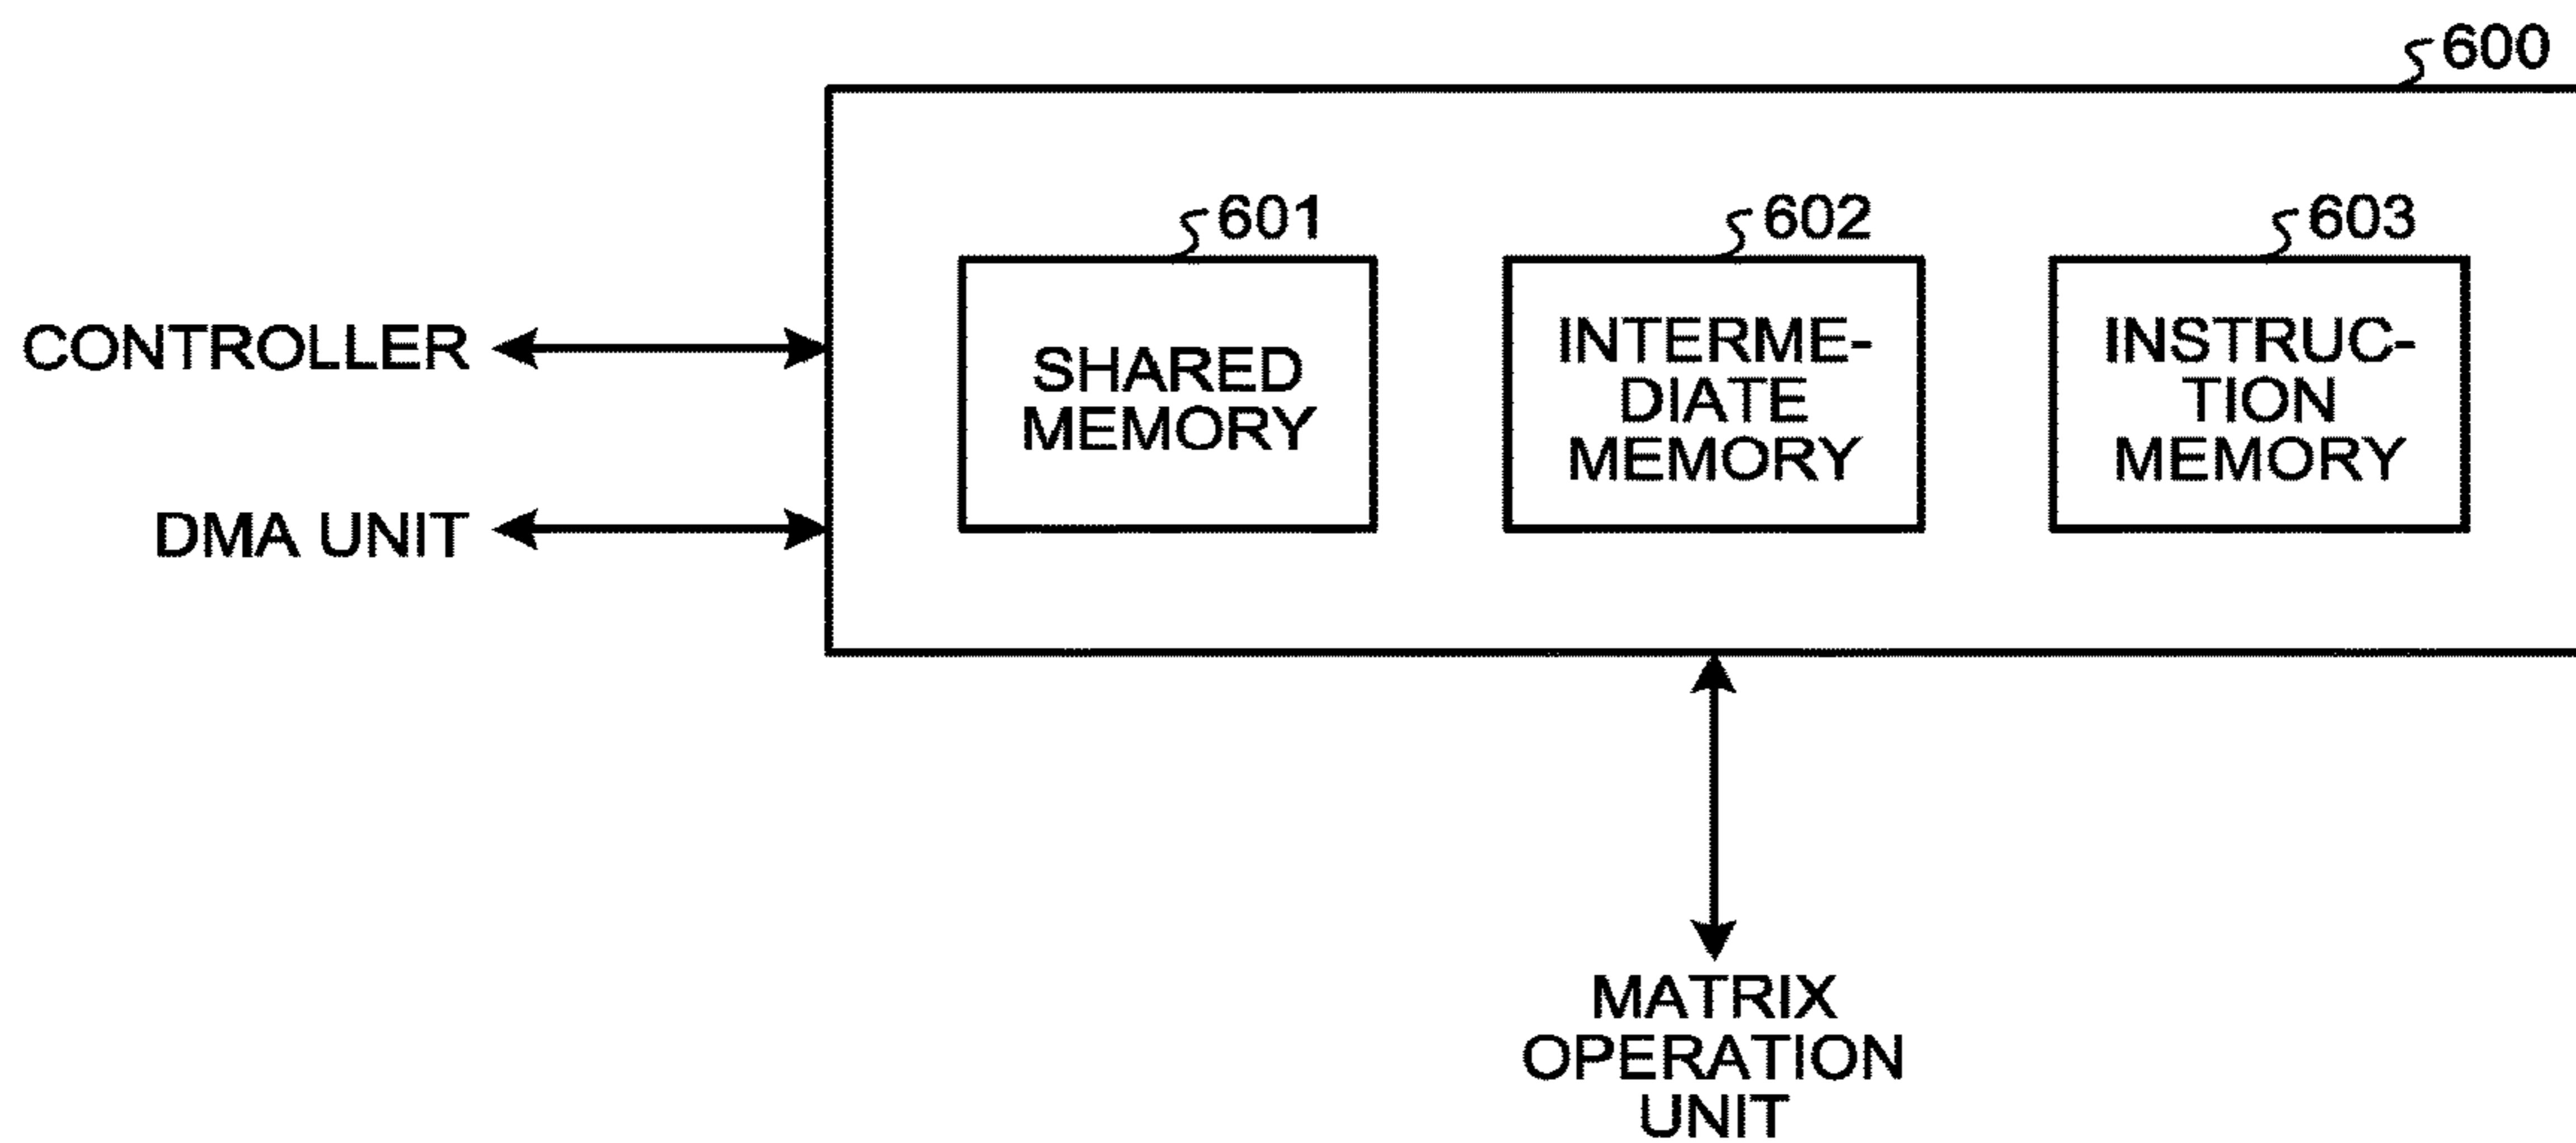 600
601
602
603
CONTROLLER
DMA UNIT
SHARED
MEMORY
INTERME-
DIATE
MEMORY
INSTRUC-
TION
MEMORY
MATRIX
OPERATION
UNIT